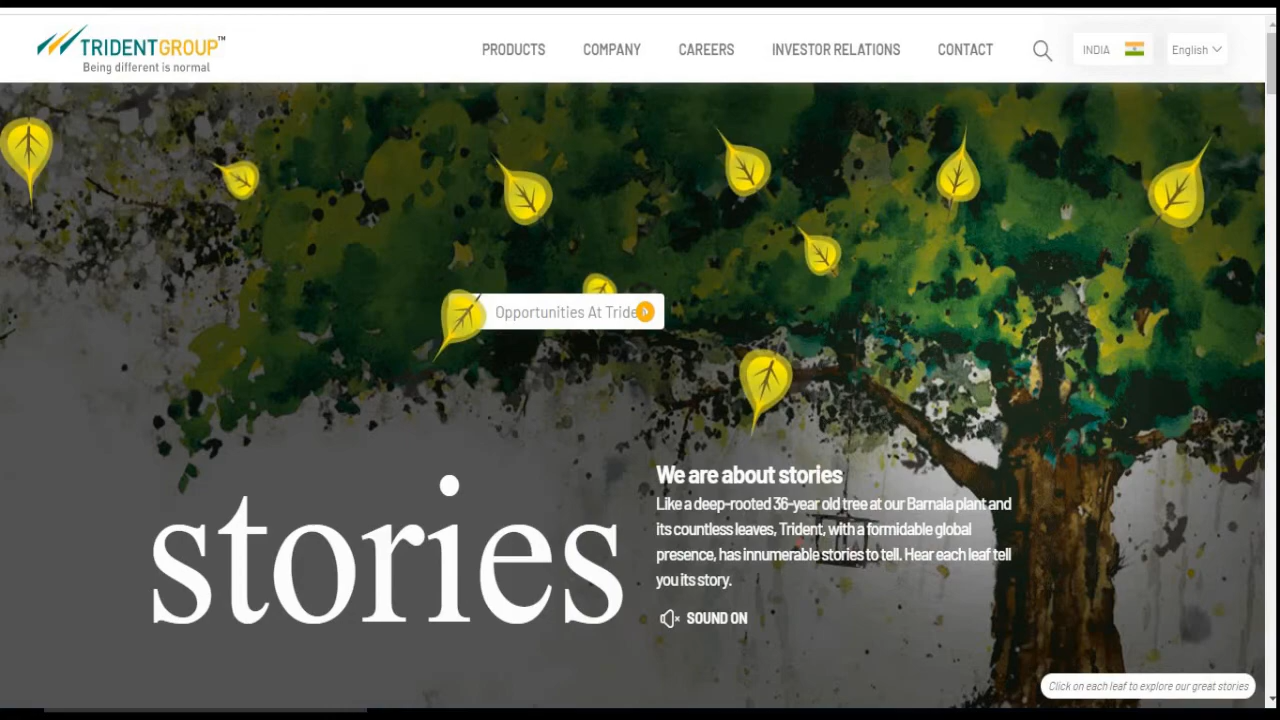 TRIDENTGROUP™
Being different is normal
PRODUCTS COMPANY CAREERS INVESTOR RELATIONS CONTACT
INDIA
English
Opportunities At Tride
stories
We are about stories
Like a deep-rooted 36-year old tree at our Barnala plant and
its countless leaves, Trident, with a formidable global
presence, has innumerable stories to tell. Hear each leaf tell
you its story.
SOUND ON
Click on each leaf to explore our great stories